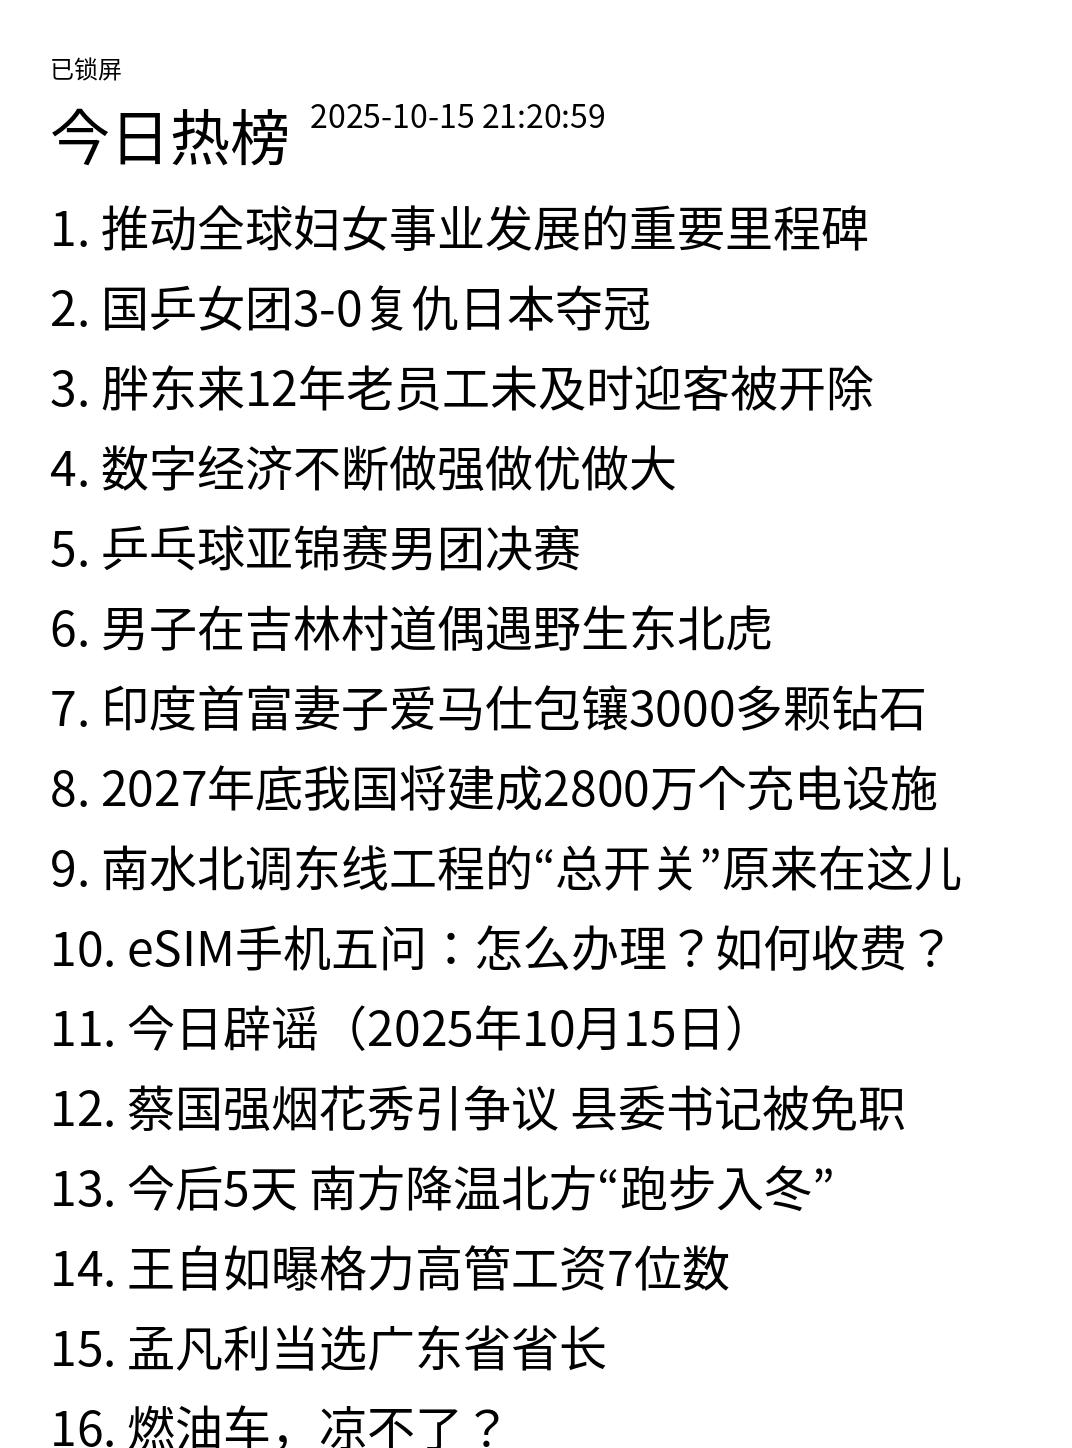 已锁屏
今日热榜 2025-10-15 21:20:59
1. 推动全球妇女事业发展的重要里程碑
2. 国乒女团3-0复仇日本夺冠
3. 胖东来12年老员工未及时迎客被开除
4. 数字经济不断做强做优做大
5. 乒乓球亚锦赛男团决赛
6. 男子在吉林村道偶遇野生东北虎
7. 印度首富妻子爱马仕包镶3000多颗钻石
8. 2027年底我国将建成2800万个充电设施
9. 南水北调东线工程的“总开关”原来在这儿
10. eSIM手机五问：怎么办理？如何收费？
11. 今日辟谣（2025年10月15日）
12. 蔡国强烟花秀引争议 县委书记被免职
13. 今后5天 南方降温北方“跑步入冬”
14. 王自如曝格力高管工资7位数
15. 孟凡利当选广东省省长
16. 燃油车，凉不了？